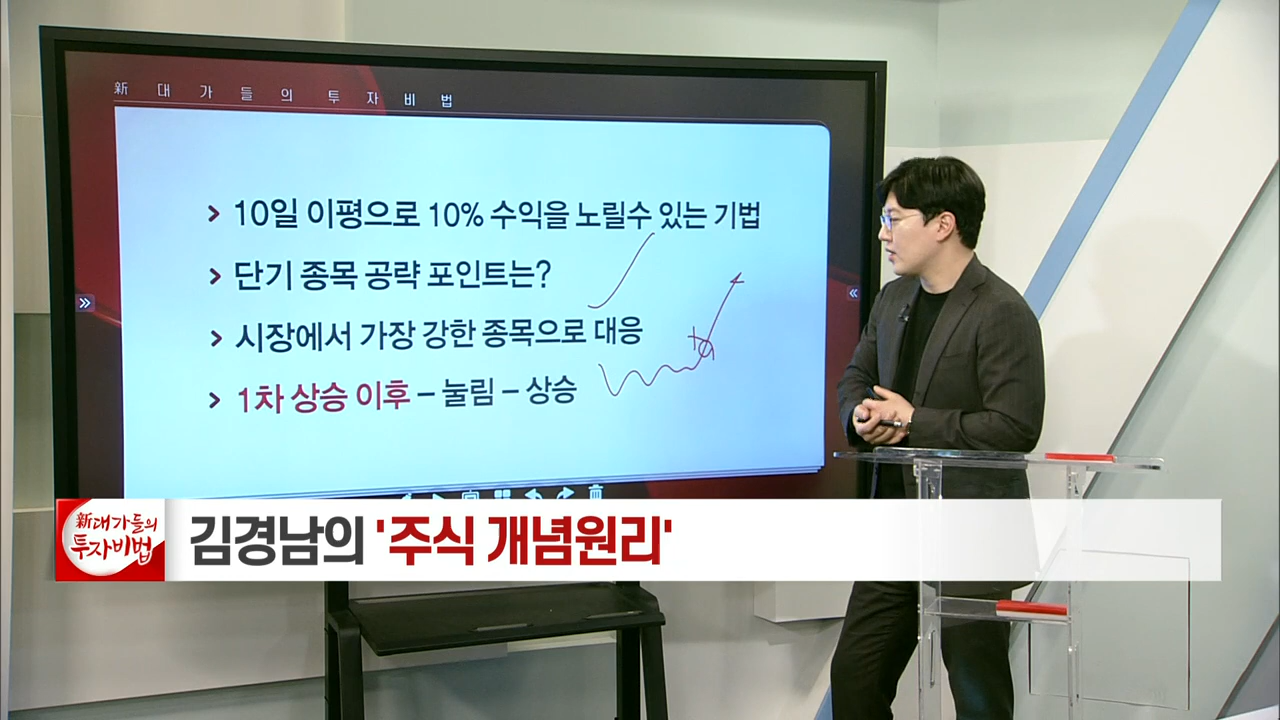 新대가들의 투자비법
10일 이평으로 10% 수익을 노릴수 있는 기법
단기 종목 공략 포인트는?
시장에서 가장 강한 종목으로 대응
1차 상승 이후 – 눌림 – 상승
新대가들의
투자비법
김경남의 '주식 개념원리'